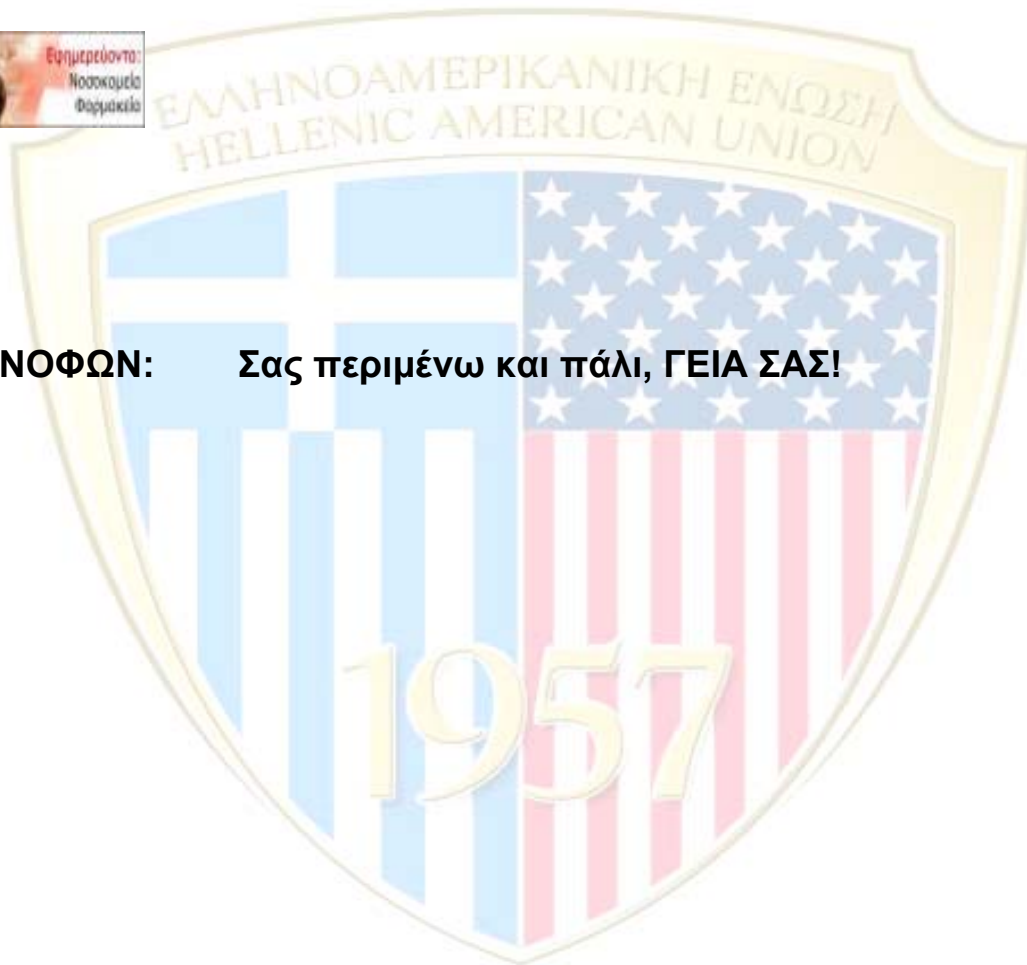 Εφημερεύοντα:
Νοσοκομεία
Φαρμακεία
ΕΛΛΗΝΟΑΜΕΡΙΚΑΝΙΚΗ ΕΝΩΣΗ
HELLENIC AMERICAN UNION
ΝΟΦΩΝ: Σας περιμένω και πάλι, ΓΕΙΑ ΣΑΣ!
1957